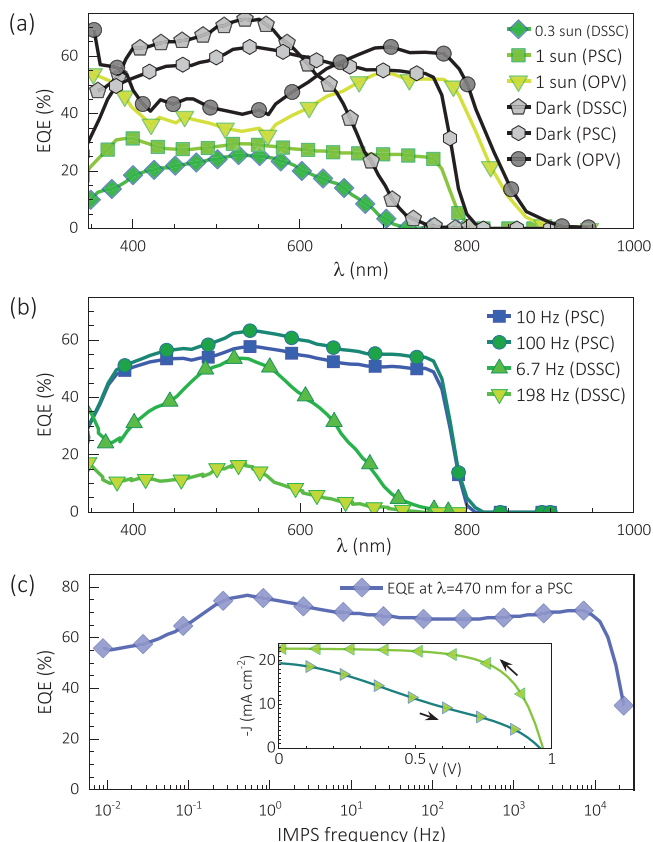 (a)
60
40
20
0
EQE (%)
400
600
800
1000
λ (nm)
0.3 sun (DSSC)
1 sun (PSC)
1 sun (OPV)
Dark (DSSC)
Dark (PSC)
Dark (OPV)
(b)
60
40
20
0
EQE (%)
400
600
800
1000
λ (nm)
10 Hz (PSC)
100 Hz (PSC)
6.7 Hz (DSSC)
198 Hz (DSSC)
(c)
80
60
40
20
0
EQE (%)
EQE at λ=470 nm for a PSC
20
10
0
-J (mA cm⁻²)
0
0.5
1
V (V)
10⁻²
10⁻¹
10⁰
10¹
10²
10³
10⁴
IMPS frequency (Hz)